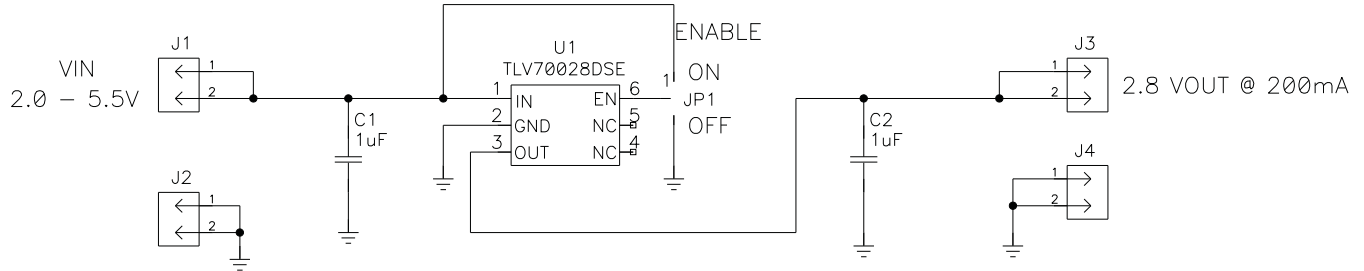 ENABLE
J1
U1
J3
VIN
TLV70028DSE
ON
1
1
1
2.0 - 5.5V
2
1
IN
EN
6
1
JP1
2
2.8 VOUT @ 200mA
C1
1uF
2
GND
NC
5
OFF
C2
1uF
3
OUT
NC
4
J2
J4
1
1
2
2